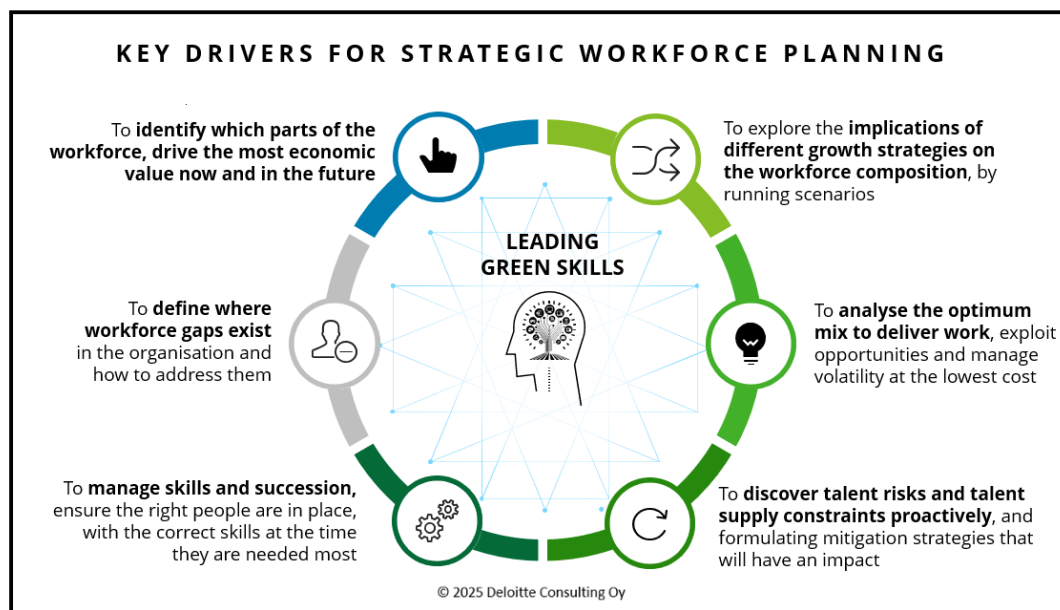 KEY DRIVERS FOR STRATEGIC WORKFORCE PLANNING
To identify which parts of the
workforce, drive the most economic
value now and in the future
To explore the implications of
different growth strategies on
the workforce composition, by
running scenarios
LEADING
GREEN SKILLS
To define where
workforce gaps exist
in the organisation and
how to address them
To analyse the optimum
mix to deliver work, exploit
opportunities and manage
volatility at the lowest cost
To manage skills and succession,
ensure the right people are in place,
with the correct skills at the time
they are needed most
To discover talent risks and talent
supply constraints proactively, and
formulating mitigation strategies that
will have an impact
© 2025 Deloitte Consulting Oy